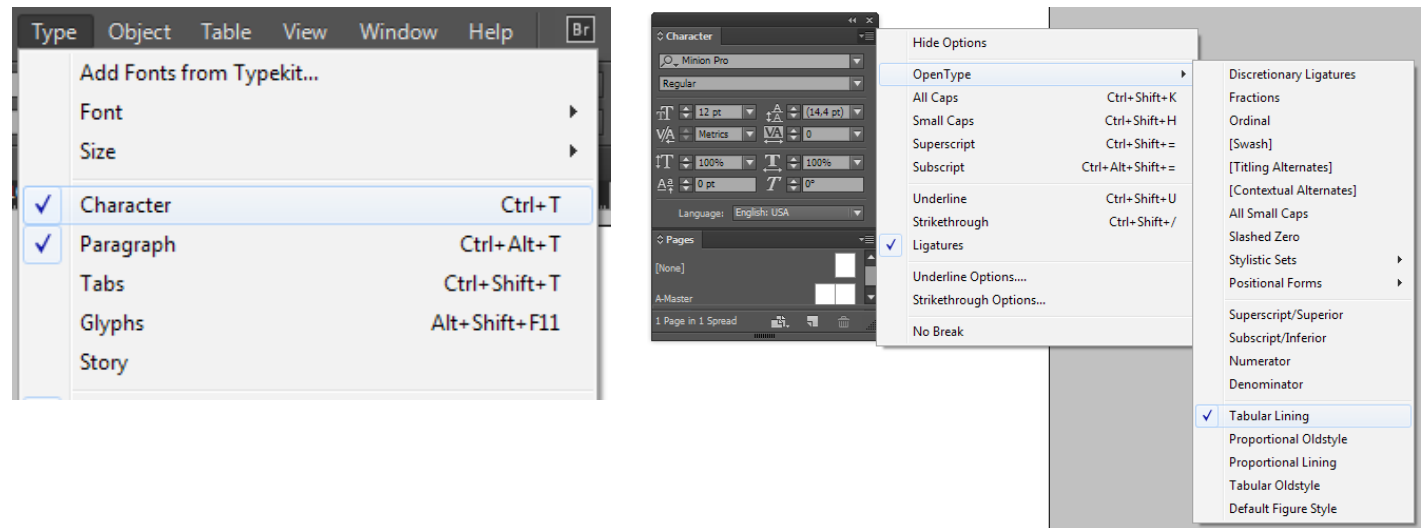 Type Object Table View Window Help Br
Add Fonts from Typekit...
Font
Size
Character Ctrl+T
Paragraph Ctrl+Alt+T
Tabs Ctrl+Shift+T
Glyphs Alt+Shift+F11
Story
Character
Minion Pro
Regular
12 pt (14,4 pt)
Metrics 0
100% 100%
0 pt 0°
Language: English: USA
Pages
[None]
A-Master
1 Page in 1 Spread
Hide Options
OpenType
All Caps Ctrl+Shift+K
Small Caps Ctrl+Shift+H
Superscript Ctrl+Shift+=
Subscript Ctrl+Alt+Shift+=
Underline Ctrl+Shift+U
Strikethrough Ctrl+Shift+/
Ligatures
Underline Options....
Strikethrough Options...
No Break
Discretionary Ligatures
Fractions
Ordinal
[Swash]
[Titling Alternates]
[Contextual Alternates]
All Small Caps
Slashed Zero
Stylistic Sets
Positional Forms
Superscript/Superior
Subscript/Inferior
Numerator
Denominator
Tabular Lining
Proportional Oldstyle
Proportional Lining
Tabular Oldstyle
Default Figure Style